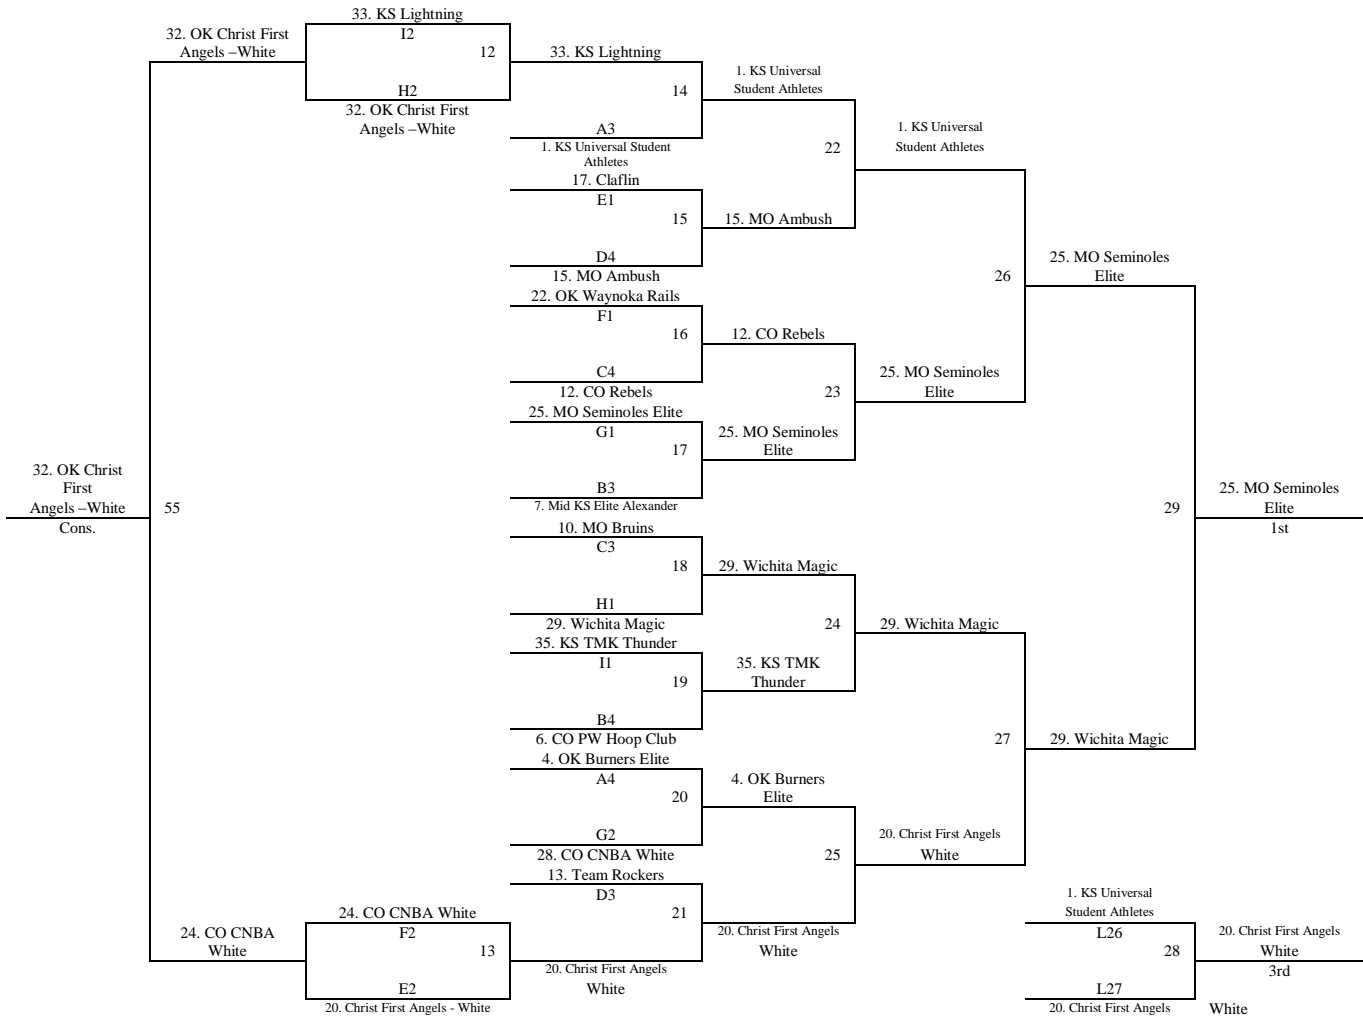 33. KS Lightning
I2
12
H2
32. OK Christ First
Angels –White
32. OK Christ First
Angels –White
33. KS Lightning
14
A3
1. KS Universal Student
Athletes
17. Claflin
E1
15
D4
15. MO Ambush
22. OK Waynoka Rails
F1
16
C4
12. CO Rebels
25. MO Seminoles Elite
G1
17
B3
7. Mid KS Elite Alexander
10. MO Bruins
C3
18
H1
29. Wichita Magic
35. KS TMK Thunder
I1
19
B4
6. CO PW Hoop Club
4. OK Burners Elite
A4
20
G2
28. CO CNBA White
13. Team Rockers
D3
21
20. Christ First Angels
White
1. KS Universal
Student Athletes
22
15. MO Ambush
12. CO Rebels
23
25. MO Seminoles
Elite
29. Wichita Magic
24
35. KS TMK
Thunder
4. OK Burners
Elite
25
20. Christ First Angels
White
1. KS Universal
Student Athletes
26
25. MO Seminoles
Elite
29. Wichita Magic
27
20. Christ First Angels
White
25. MO Seminoles
Elite
29
29. Wichita Magic
25. MO Seminoles
Elite
1st
32. OK Christ
First
Angels –White
Cons.
55
24. CO CNBA
White
24. CO CNBA White
F2
13
E2
20. Christ First Angels - White
1. KS Universal
Student Athletes
L26
28
L27
20. Christ First Angels White
20. Christ First Angels
White
3rd